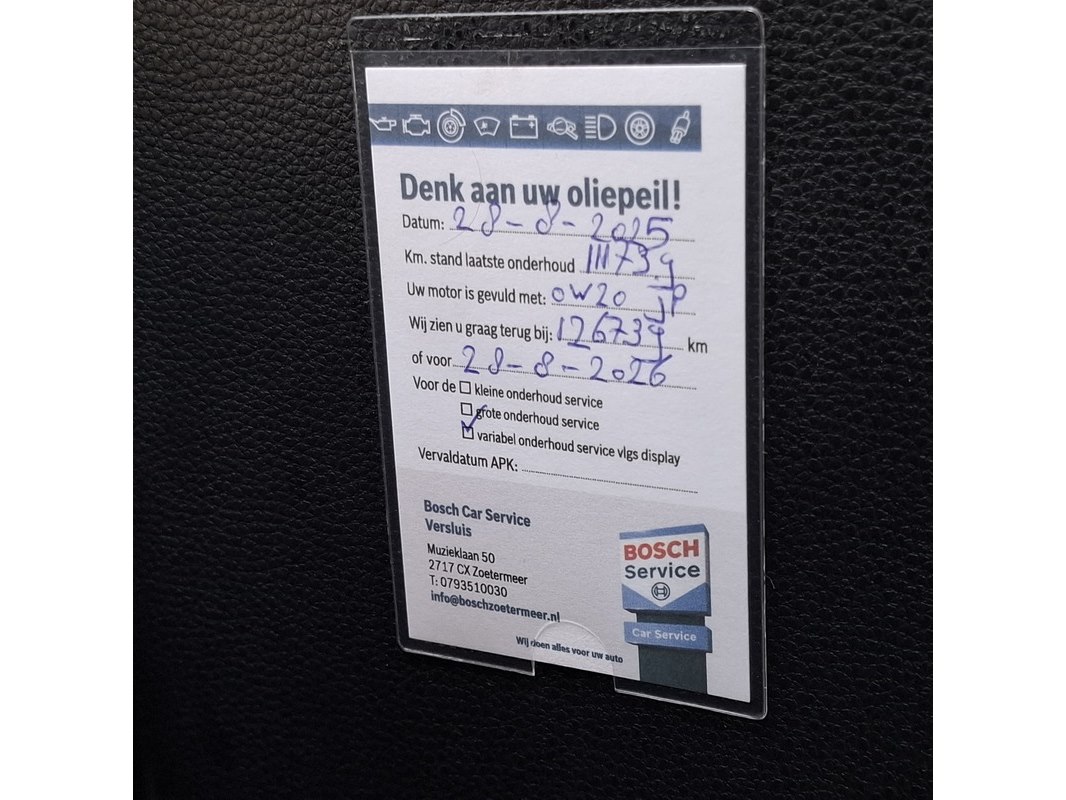 Denk aan uw oliepeil!
Datum: 28-8-2025
Km. stand laatste onderhoud 111739
Uw motor is gevuld met: 0W20 JP
Wij zien u graag terug bij: 126739 km
of voor 28-8-2026
Voor de ☐ kleine onderhoud service
☐ grote onderhoud service
☑ variabel onderhoud service vlgs display
Vervaldatum APK:
Bosch Car Service
Versluis
Muzieklaan 50
2717 CX Zoetermeer
T: 0793510030
info@boschzoetermeer.nl
Wij doen alles voor uw auto
BOSCH
Service
Car Service